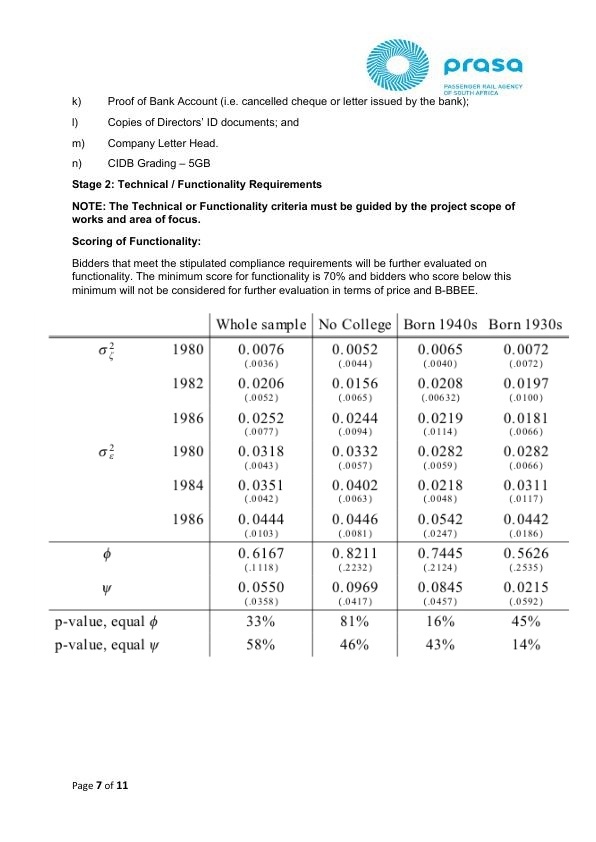 prasa
PASSENGER RAIL AGENCY
OF SOUTH AFRICA
k) Proof of Bank Account (i.e. cancelled cheque or letter issued by the bank);
l) Copies of Directors' ID documents; and
m) Company Letter Head.
n) CIDB Grading – 5GB
Stage 2: Technical / Functionality Requirements
NOTE: The Technical or Functionality criteria must be guided by the project scope of
works and area of focus.
Scoring of Functionality:
Bidders that meet the stipulated compliance requirements will be further evaluated on
functionality. The minimum score for functionality is 70% and bidders who score below this
minimum will not be considered for further evaluation in terms of price and B-BBEE.
Whole sample No College Born 1940s Born 1930s
σ²ζ 1980 0.0076 0.0052 0.0065 0.0072
(.0036) (.0044) (.0040) (.0072)
1982 0.0206 0.0156 0.0208 0.0197
(.0052) (.0065) (.00632) (.0100)
1986 0.0252 0.0244 0.0219 0.0181
(.0077) (.0094) (.0114) (.0066)
σ²ε 1980 0.0318 0.0332 0.0282 0.0282
(.0043) (.0057) (.0059) (.0066)
1984 0.0351 0.0402 0.0218 0.0311
(.0042) (.0063) (.0048) (.0117)
1986 0.0444 0.0446 0.0542 0.0442
(.0103) (.0081) (.0247) (.0186)
ϕ 0.6167 0.8211 0.7445 0.5626
(.1118) (.2232) (.2124) (.2535)
ψ 0.0550 0.0969 0.0845 0.0215
(.0358) (.0417) (.0457) (.0592)
p-value, equal ϕ 33% 81% 16% 45%
p-value, equal ψ 58% 46% 43% 14%
Page 7 of 11